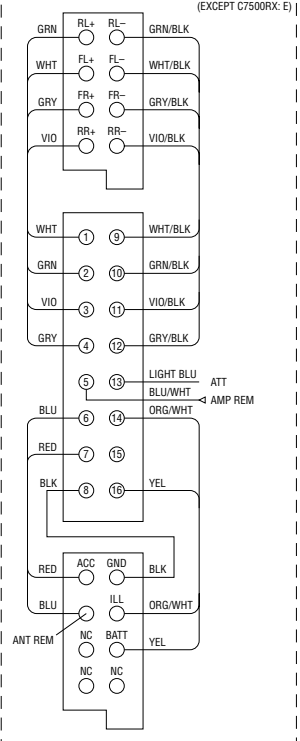 (EXCEPT C7500RX: E)
RL+ RL–
GRN GRN/BLK
FL+ FL–
WHT WHT/BLK
FR+ FR–
GRY GRY/BLK
RR+ RR–
VIO VIO/BLK
WHT 1 9 WHT/BLK
GRN 2 10 GRN/BLK
VIO 3 11 VIO/BLK
GRY 4 12 GRY/BLK
5 13 LIGHT BLU ATT
BLU/WHT AMP REM
BLU 6 14 ORG/WHT
RED 7 15
BLK 8 16 YEL
ACC GND
RED BLK
ILL
BLU ORG/WHT
ANT REM NC BATT YEL
NC NC